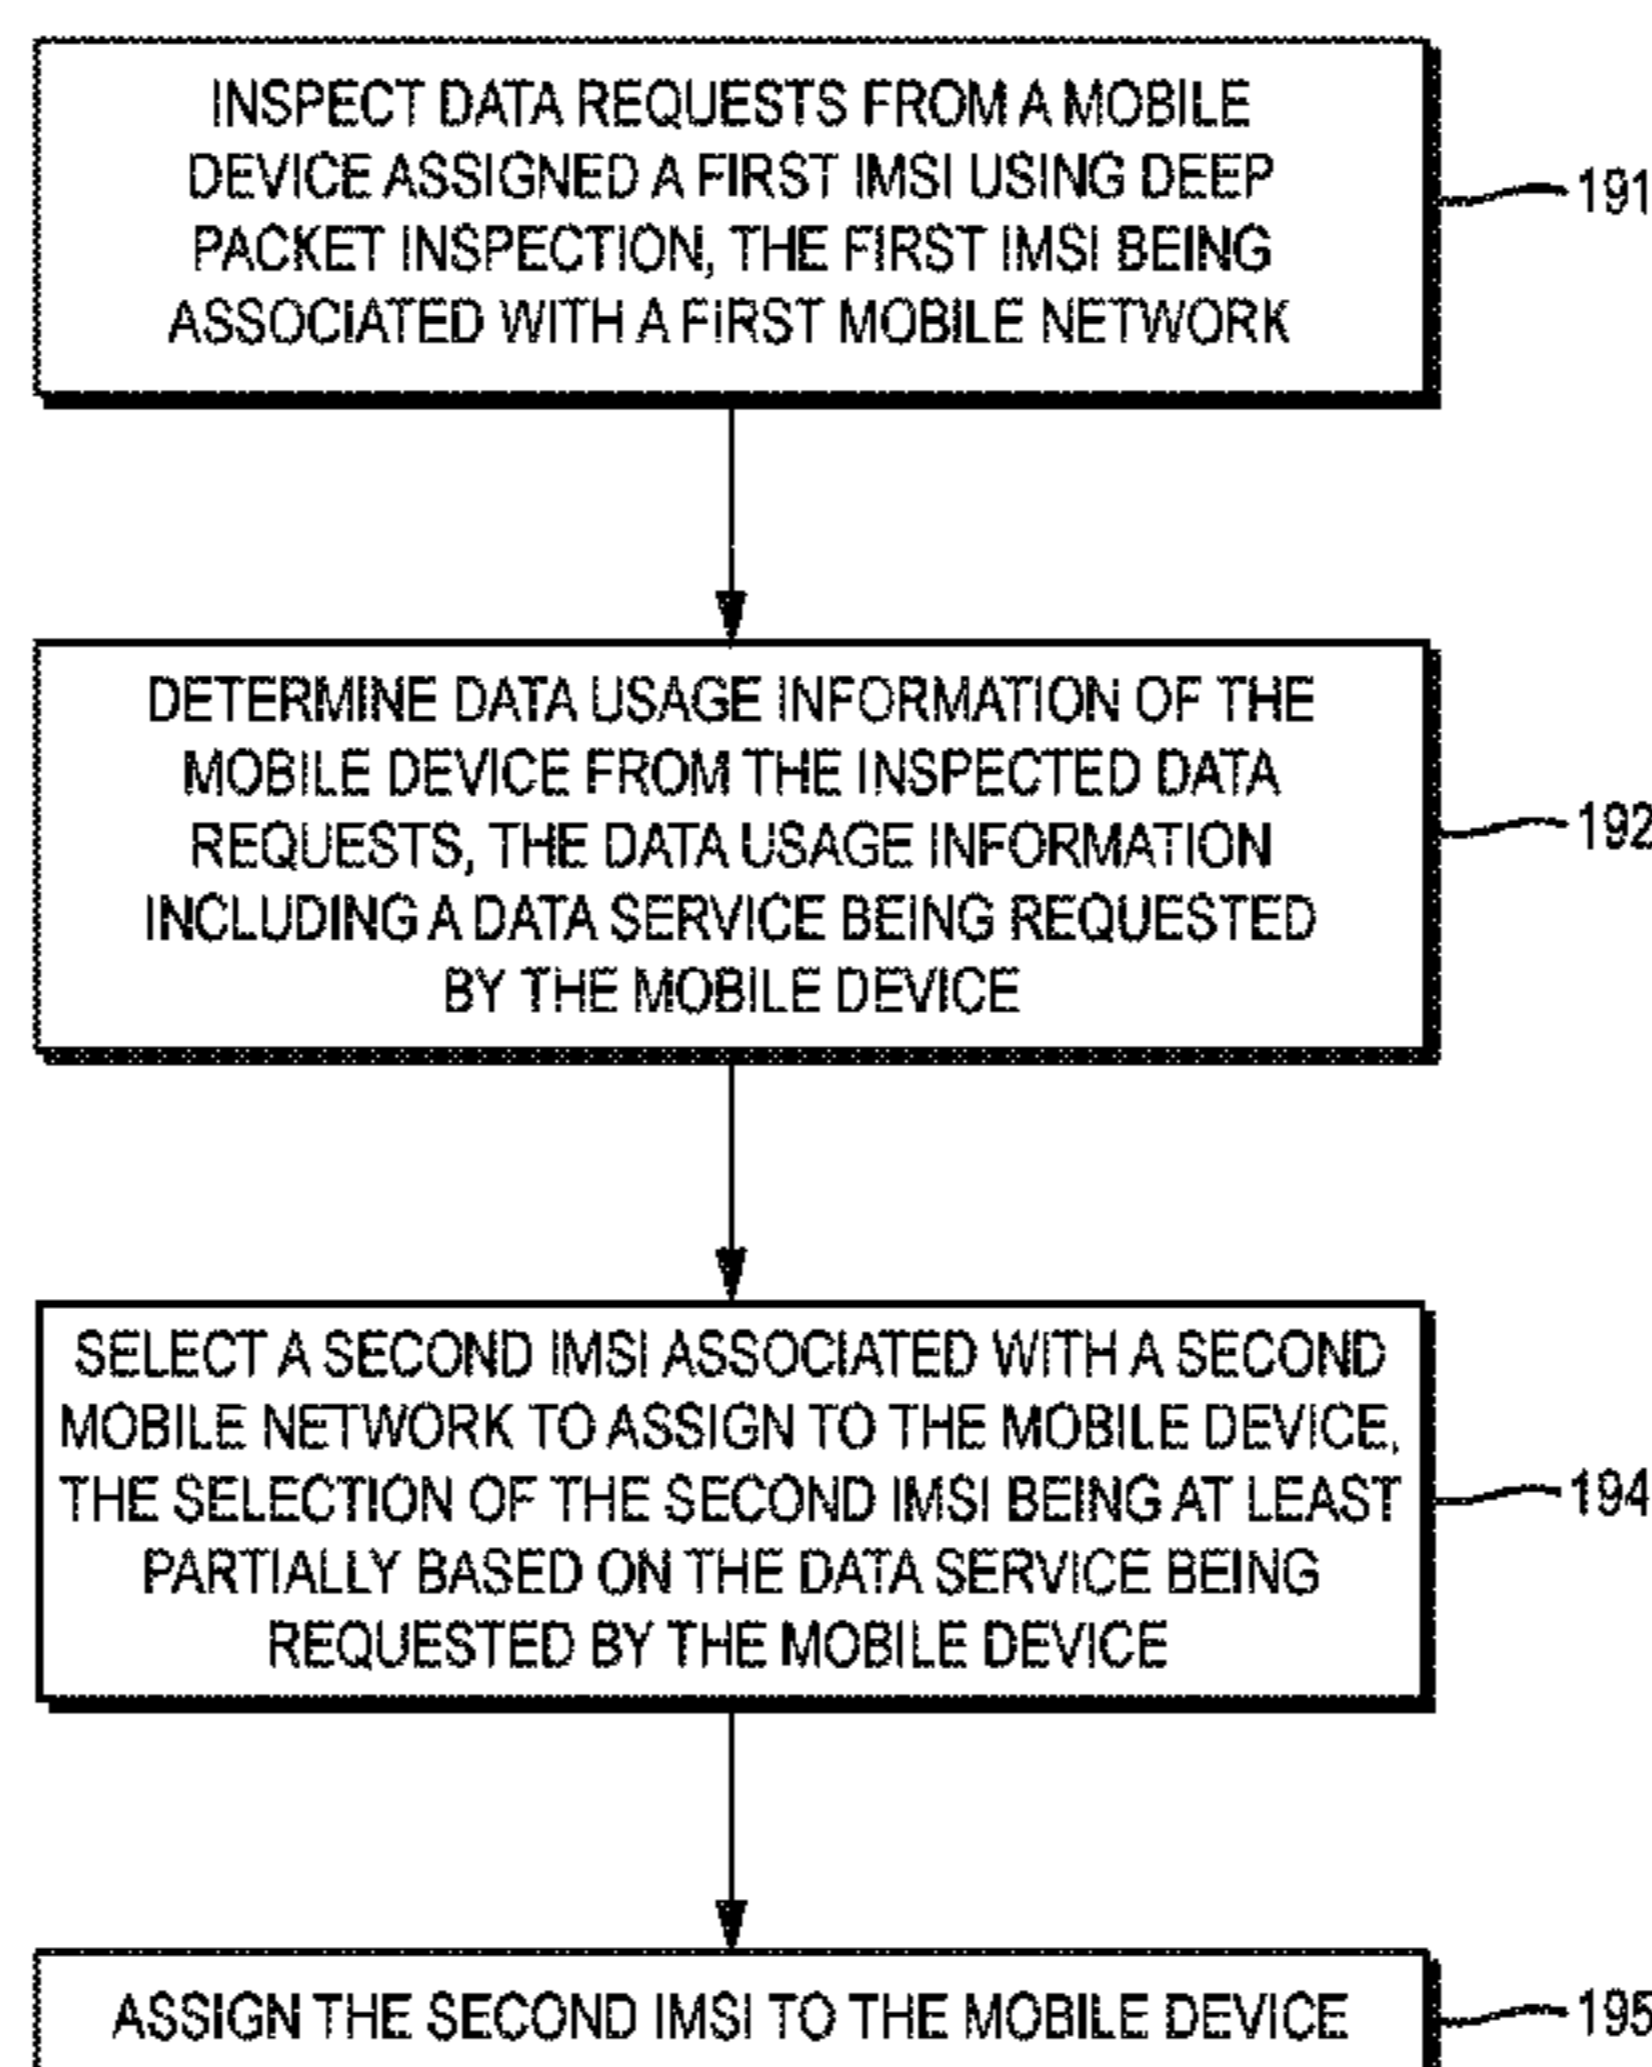 INSPECT DATA REQUESTS FROM A MOBILE
DEVICE ASSIGNED A FIRST IMSI USING DEEP
PACKET INSPECTION, THE FIRST IMSI BEING
ASSOCIATED WITH A FIRST MOBILE NETWORK
191
DETERMINE DATA USAGE INFORMATION OF THE
MOBILE DEVICE FROM THE INSPECTED DATA
REQUESTS, THE DATA USAGE INFORMATION
INCLUDING A DATA SERVICE BEING REQUESTED
BY THE MOBILE DEVICE
192
SELECT A SECOND IMSI ASSOCIATED WITH A SECOND
MOBILE NETWORK TO ASSIGN TO THE MOBILE DEVICE,
THE SELECTION OF THE SECOND IMSI BEING AT LEAST
PARTIALLY BASED ON THE DATA SERVICE BEING
REQUESTED BY THE MOBILE DEVICE
194
ASSIGN THE SECOND IMSI TO THE MOBILE DEVICE
195